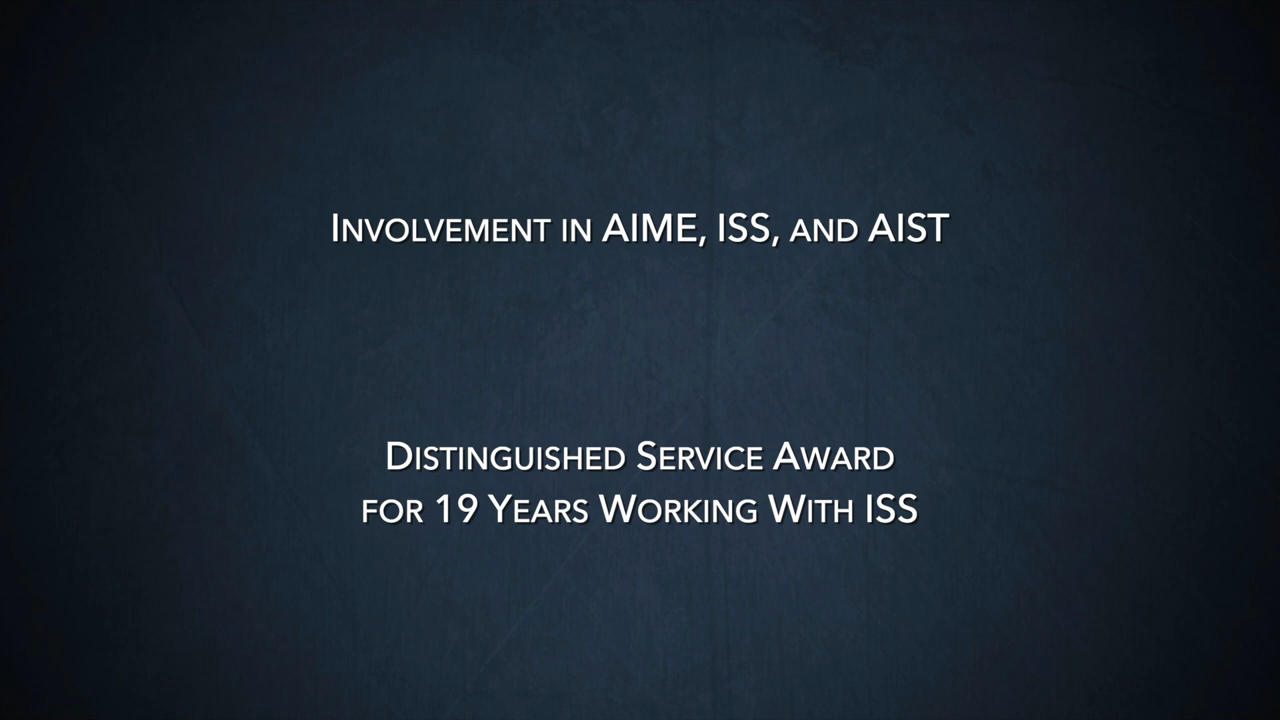 Involvement in AIME, ISS, and AIST
Distinguished Service Award
for 19 Years Working With ISS